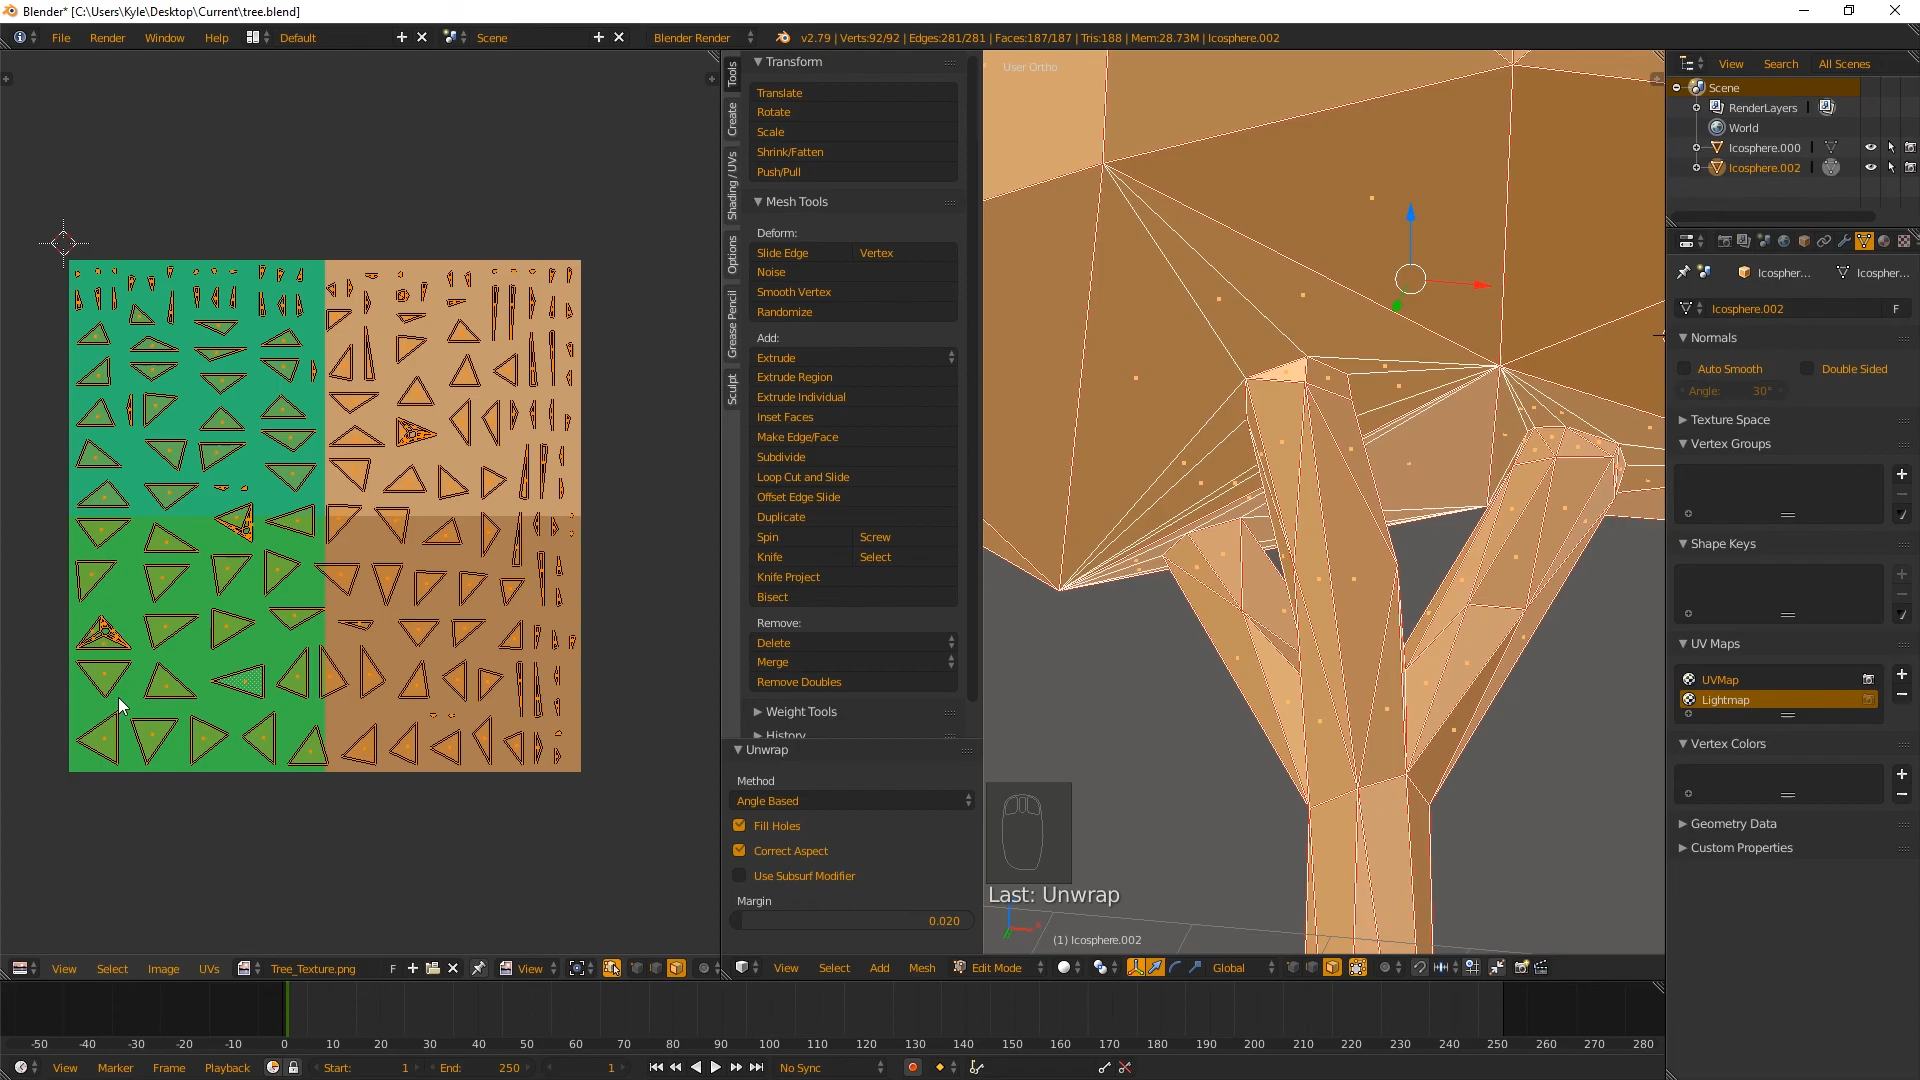 Blender* [C:\Users\Kyle\Desktop\Current\tree.blend]
File Render Window Help Default Scene Blender Render v2.79 | Verts:92/92 | Edges:281/281 | Faces:187/187 | Tris:188 | Mem:28.73M | Icosphere.002
Tools
Create
Shading / UVs
Options
Grease Pencil
Sculpt
Transform
Translate
Rotate
Scale
Shrink/Fatten
Push/Pull
Mesh Tools
Deform:
Slide Edge Vertex
Noise
Smooth Vertex
Randomize
Add:
Extrude
Extrude Region
Extrude Individual
Inset Faces
Make Edge/Face
Subdivide
Loop Cut and Slide
Offset Edge Slide
Duplicate
Spin Screw
Knife Select
Knife Project
Bisect
Remove:
Delete
Merge
Remove Doubles
Weight Tools
History
Unwrap
Method
Angle Based
Fill Holes
Correct Aspect
Use Subsurf Modifier
Margin
0.020
User Ortho
Last: Unwrap
(1) Icosphere.002
View Search All Scenes
Scene
RenderLayers
World
Icosphere.000
Icosphere.002
Icospher... Icospher...
Icosphere.002 F
Normals
Auto Smooth Double Sided
Angle: 30°
Texture Space
Vertex Groups
Shape Keys
UV Maps
UVMap
Lightmap
Vertex Colors
Geometry Data
Custom Properties
View Select Image UVs Tree_Texture.png F View
View Select Add Mesh Edit Mode Global
-50 -40 -30 -20 -10 0 10 20 30 40 50 60 70 80 90 100 110 120 130 140 150 160 170 180 190 200 210 220 230 240 250 260 270 280
View Marker Frame Playback Start: 1 End: 250 1 No Sync